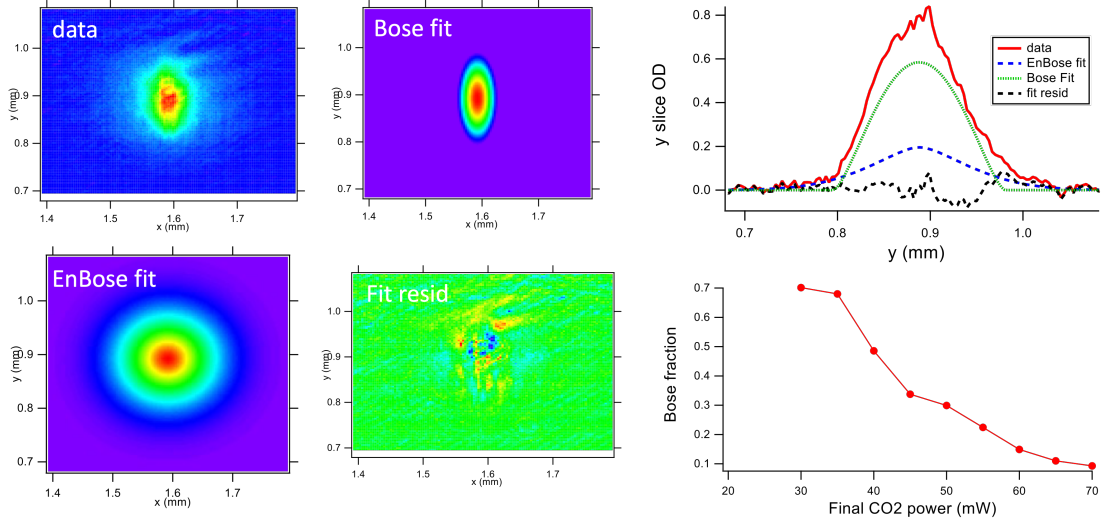 data
1.0
0.9
0.8
0.7
y (mm)
1.4
1.5
1.6
1.7
x (mm)
Bose fit
1.0
0.9
0.8
0.7
y (mm)
1.4
1.5
1.6
1.7
x (mm)
0.8
0.6
0.4
0.2
0.0
y slice OD
data
EnBose fit
Bose Fit
fit resid
0.7
0.8
0.9
1.0
y (mm)
EnBose fit
1.0
0.9
0.8
0.7
y (mm)
1.4
1.5
1.6
1.7
x (mm)
Fit resid
1.0
0.9
0.8
0.7
y (mm)
1.4
1.5
1.6
1.7
x (mm)
0.7
0.6
0.5
0.4
0.3
0.2
0.1
Bose fraction
20
30
40
50
60
70
Final CO2 power (mW)